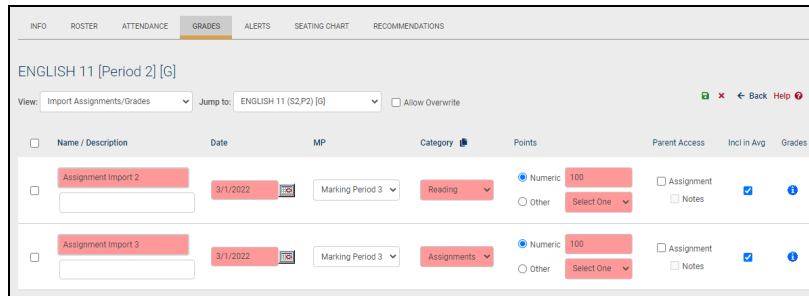 INFO ROSTER ATTENDANCE GRADES ALERTS SEATING CHART RECOMMENDATIONS
ENGLISH 11 [Period 2] [G]
View: Import Assignments/Grades Jump to: ENGLISH 11 (S2,P2) [G] Allow Overwrite Back Help
Name / Description Date MP Category Points Parent Access Incl in Avg Grades
Assignment Import 2
3/1/2022 Marking Period 3 Reading Numeric 100 Assignment
Other Select One Notes
Assignment Import 3
3/1/2022 Marking Period 3 Assignments Numeric 100 Assignment
Other Select One Notes